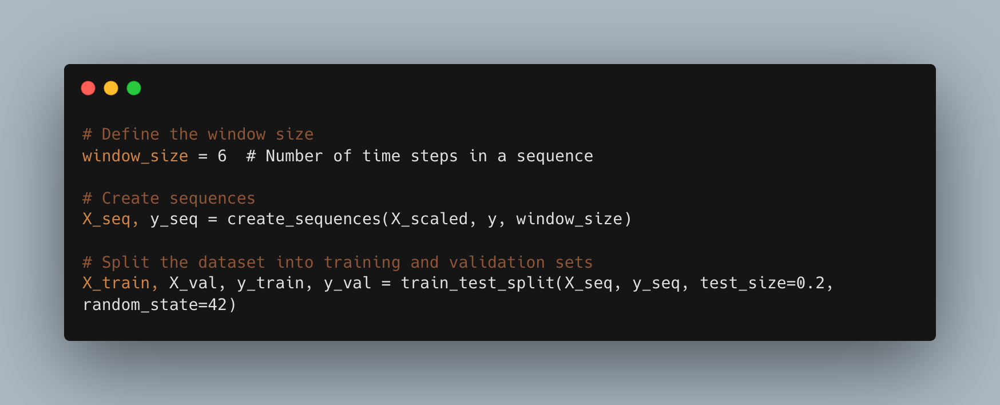 # Define the window size
window_size = 6  # Number of time steps in a sequence
# Create sequences
X_seq, y_seq = create_sequences(X_scaled, y, window_size)
# Split the dataset into training and validation sets
X_train, X_val, y_train, y_val = train_test_split(X_seq, y_seq, test_size=0.2,
random_state=42)